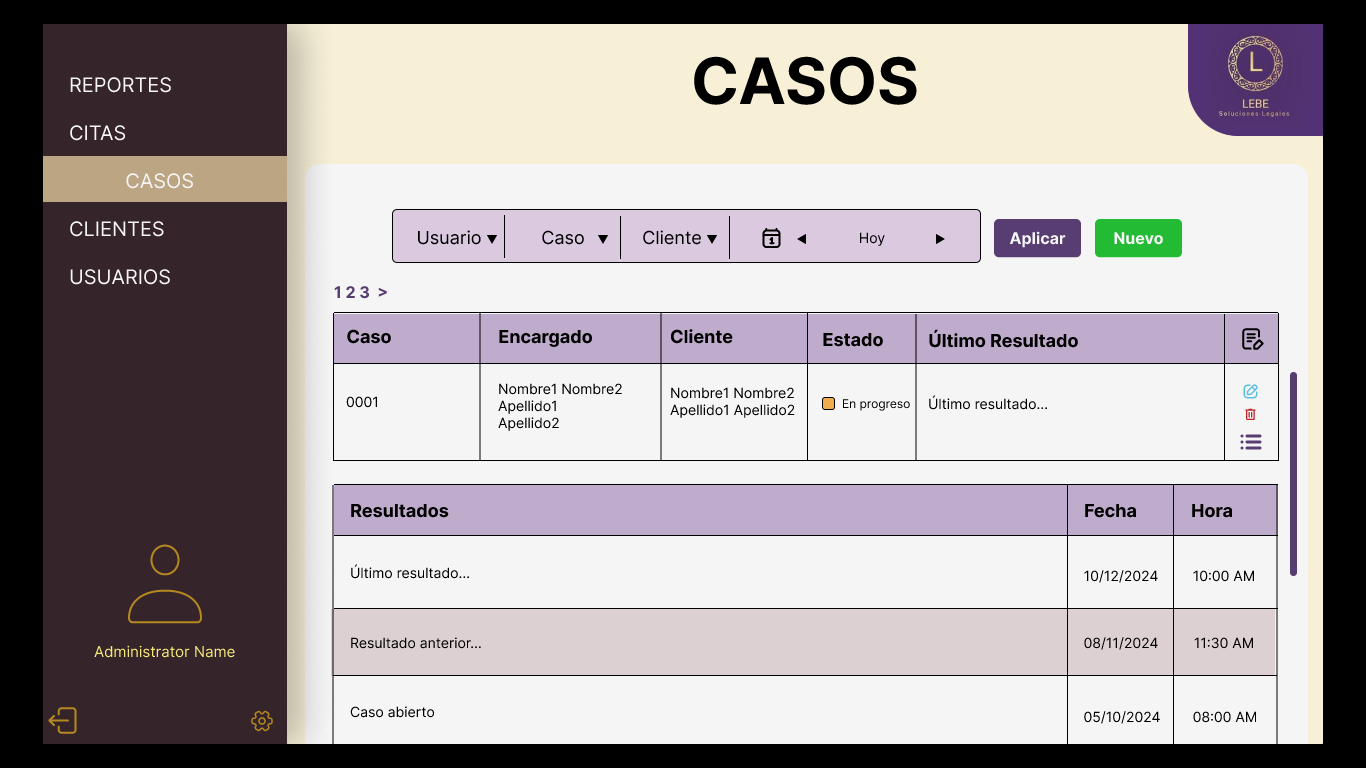 REPORTES
CITAS
CASOS
CLIENTES
USUARIOS
Administrator Name
CASOS
L
LEBE
Soluciones Legales
Usuario ▼ Caso ▼ Cliente ▼ 1 ◀ Hoy ▶ Aplicar Nuevo
1 2 3 >
Caso Encargado Cliente Estado Último Resultado
0001 Nombre1 Nombre2
Apellido1
Apellido2
Nombre1 Nombre2
Apellido1 Apellido2
En progreso
Último resultado...
Resultados Fecha Hora
Último resultado... 10/12/2024 10:00 AM
Resultado anterior... 08/11/2024 11:30 AM
Caso abierto 05/10/2024 08:00 AM